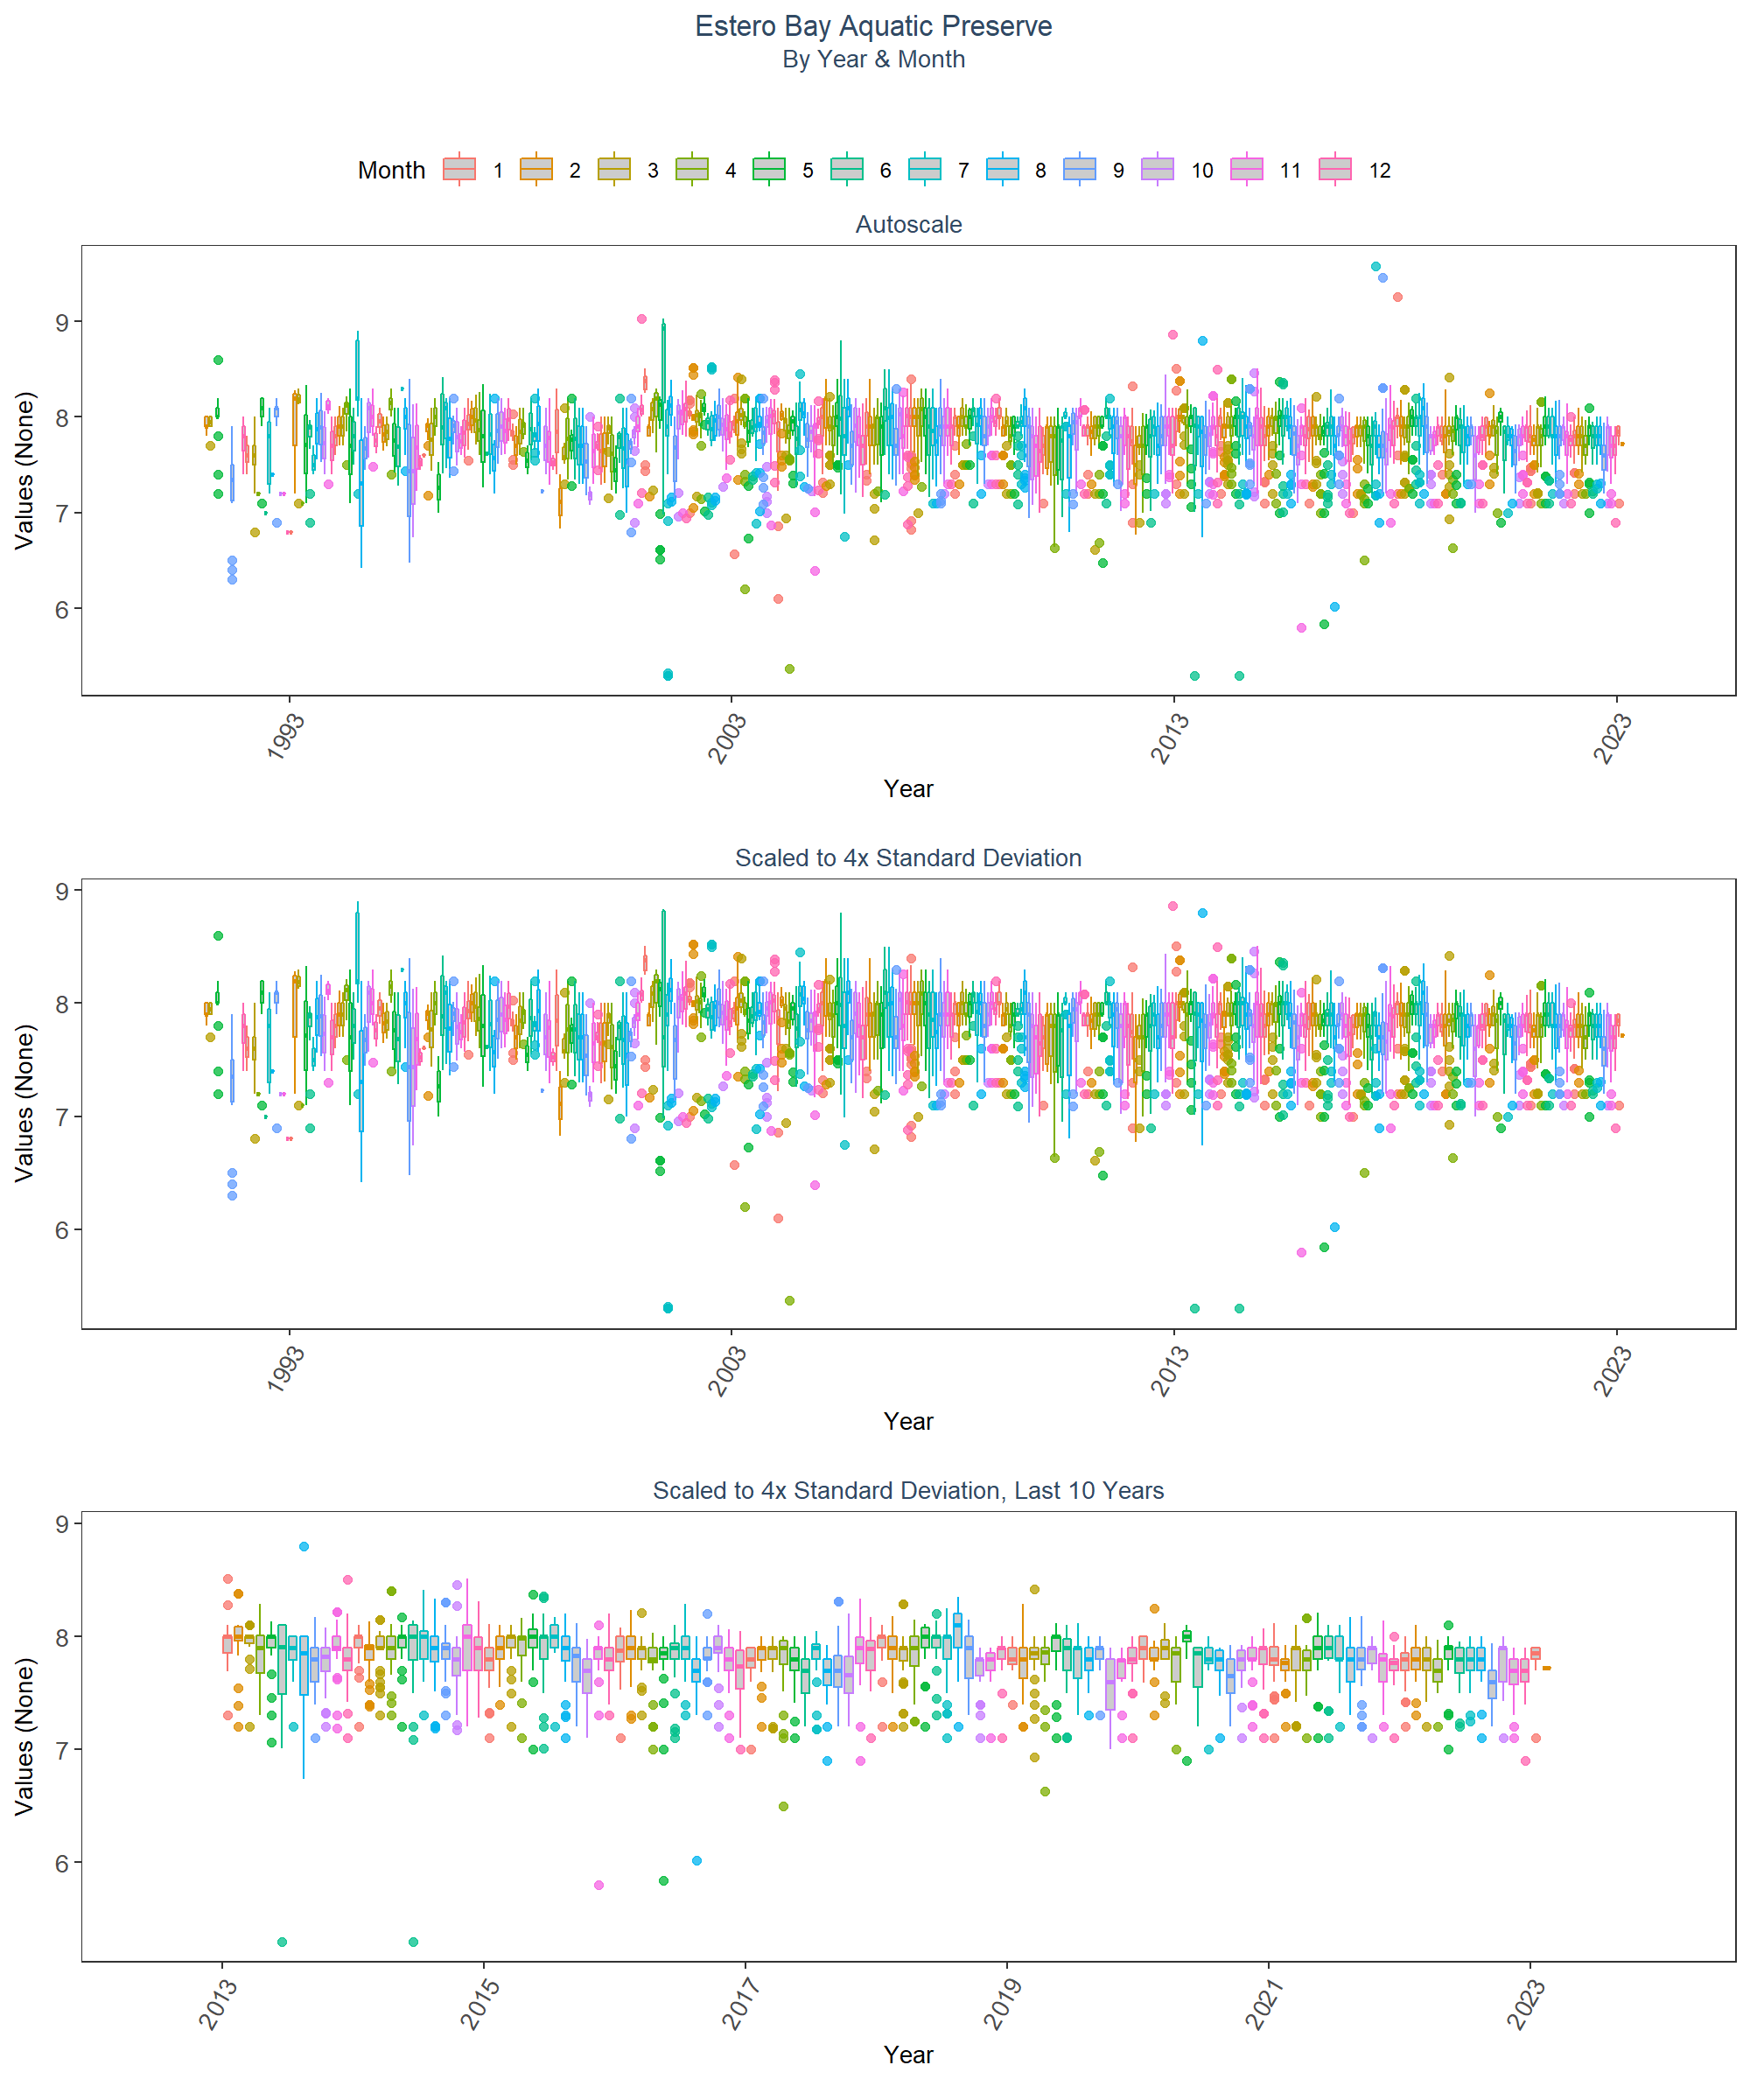 Estero Bay Aquatic Preserve
By Year & Month
Month 1 2 3 4 5 6 7 8 9 10 11 12
Autoscale
9
8
7
6
Values (None)
1993 2003 2013 2023
Year
Scaled to 4x Standard Deviation
9
8
7
6
Values (None)
1993 2003 2013 2023
Year
Scaled to 4x Standard Deviation, Last 10 Years
9
8
7
6
Values (None)
2013 2015 2017 2019 2021 2023
Year